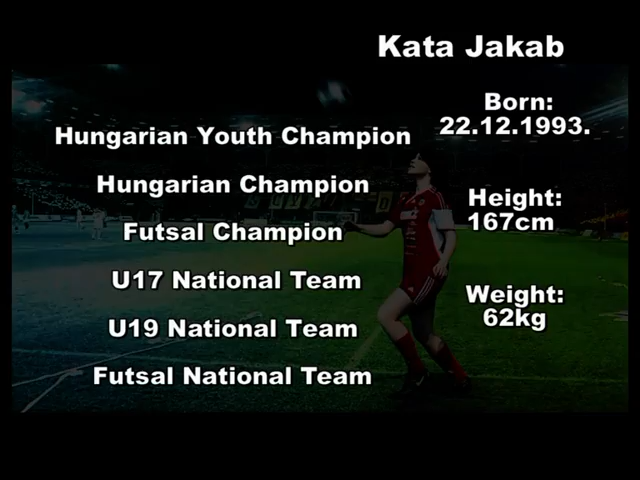 Kata Jakab
Born:
22.12.1993.
Hungarian Youth Champion
Hungarian Champion
Height:
167cm
Futsal Champion
U17 National Team
Weight:
62kg
U19 National Team
Futsal National Team